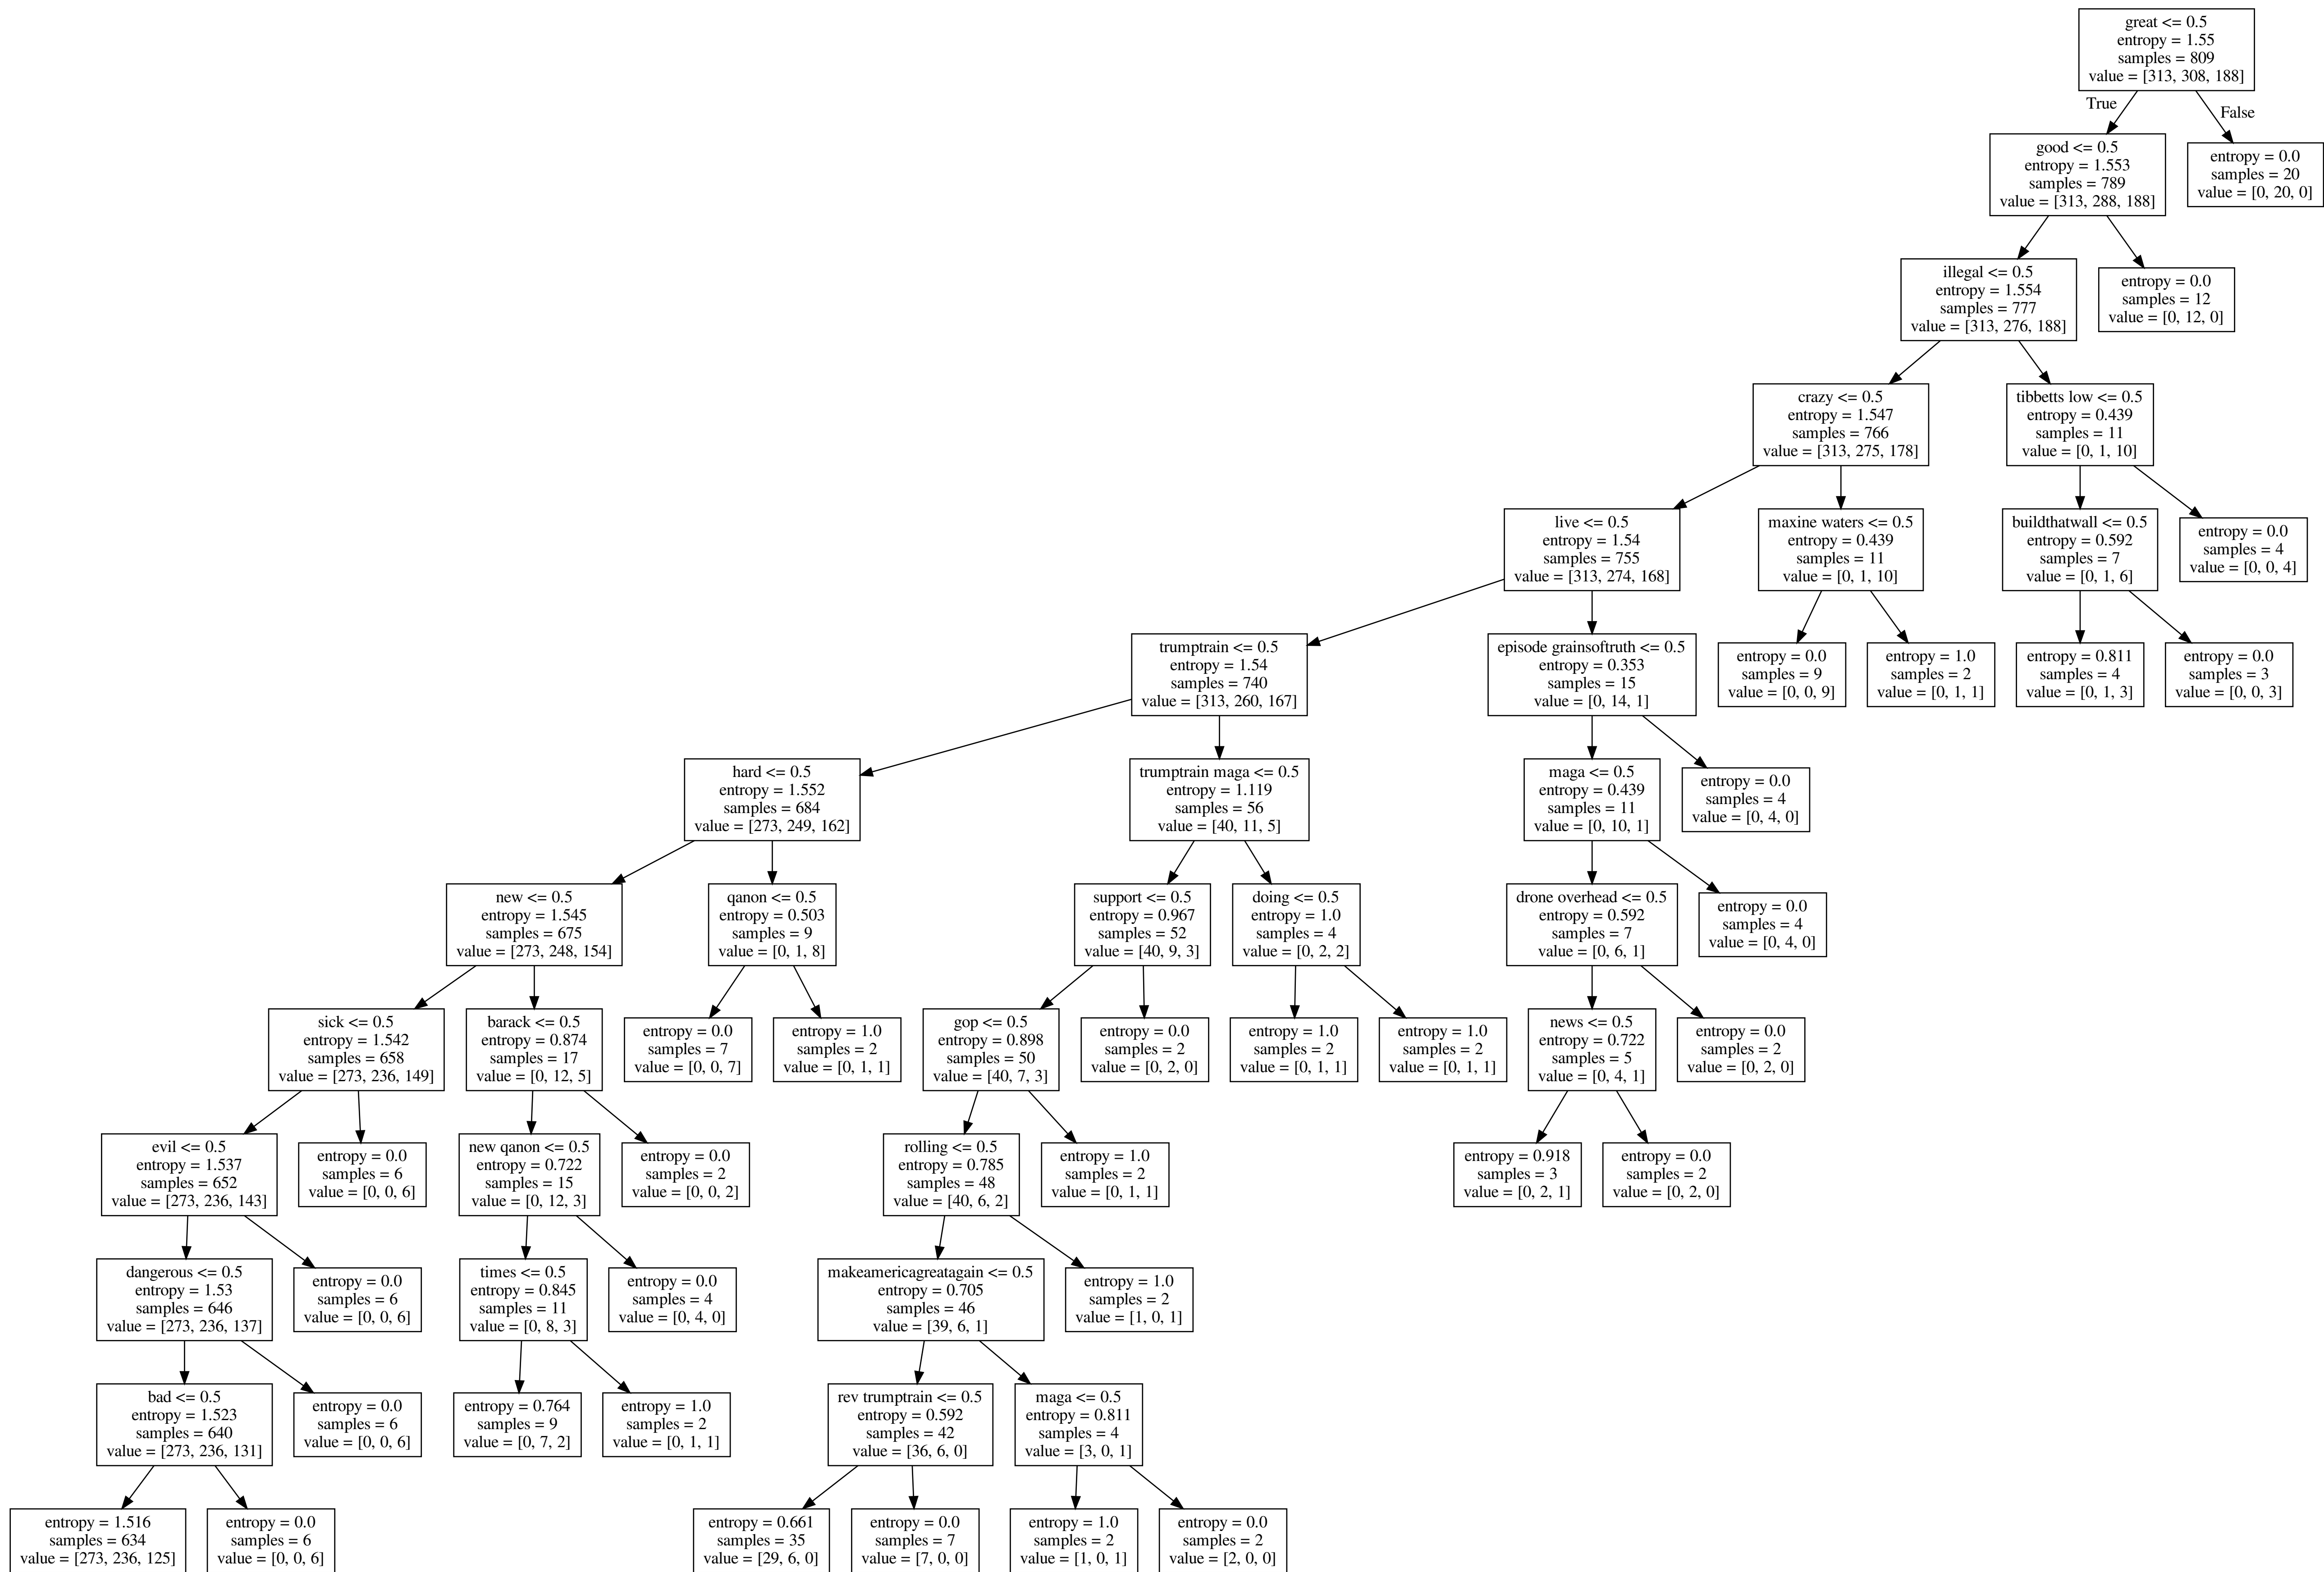 great <= 0.5
entropy = 1.55
samples = 809
value = [313, 308, 188]
True
False
good <= 0.5
entropy = 1.553
samples = 789
value = [313, 288, 188]
entropy = 0.0
samples = 20
value = [0, 20, 0]
illegal <= 0.5
entropy = 1.554
samples = 777
value = [313, 276, 188]
entropy = 0.0
samples = 12
value = [0, 12, 0]
crazy <= 0.5
entropy = 1.547
samples = 766
value = [313, 275, 178]
tibbetts low <= 0.5
entropy = 0.439
samples = 11
value = [0, 1, 10]
live <= 0.5
entropy = 1.54
samples = 755
value = [313, 274, 168]
maxine waters <= 0.5
entropy = 0.439
samples = 11
value = [0, 1, 10]
buildthatwall <= 0.5
entropy = 0.592
samples = 7
value = [0, 1, 6]
entropy = 0.0
samples = 4
value = [0, 0, 4]
trumptrain <= 0.5
entropy = 1.54
samples = 740
value = [313, 260, 167]
episode grainsoftruth <= 0.5
entropy = 0.353
samples = 15
value = [0, 14, 1]
entropy = 0.0
samples = 9
value = [0, 0, 9]
entropy = 1.0
samples = 2
value = [0, 1, 1]
entropy = 0.811
samples = 4
value = [0, 1, 3]
entropy = 0.0
samples = 3
value = [0, 0, 3]
hard <= 0.5
entropy = 1.552
samples = 684
value = [273, 249, 162]
trumptrain maga <= 0.5
entropy = 1.119
samples = 56
value = [40, 11, 5]
maga <= 0.5
entropy = 0.439
samples = 11
value = [0, 10, 1]
entropy = 0.0
samples = 4
value = [0, 4, 0]
new <= 0.5
entropy = 1.545
samples = 675
value = [273, 248, 154]
qanon <= 0.5
entropy = 0.503
samples = 9
value = [0, 1, 8]
support <= 0.5
entropy = 0.967
samples = 52
value = [40, 9, 3]
doing <= 0.5
entropy = 1.0
samples = 4
value = [0, 2, 2]
drone overhead <= 0.5
entropy = 0.592
samples = 7
value = [0, 6, 1]
entropy = 0.0
samples = 4
value = [0, 4, 0]
sick <= 0.5
entropy = 1.542
samples = 658
value = [273, 236, 149]
barack <= 0.5
entropy = 0.874
samples = 17
value = [0, 12, 5]
entropy = 0.0
samples = 7
value = [0, 0, 7]
entropy = 1.0
samples = 2
value = [0, 1, 1]
gop <= 0.5
entropy = 0.898
samples = 50
value = [40, 7, 3]
entropy = 0.0
samples = 2
value = [0, 2, 0]
entropy = 1.0
samples = 2
value = [0, 1, 1]
entropy = 1.0
samples = 2
value = [0, 1, 1]
news <= 0.5
entropy = 0.722
samples = 5
value = [0, 4, 1]
entropy = 0.0
samples = 2
value = [0, 2, 0]
evil <= 0.5
entropy = 1.537
samples = 652
value = [273, 236, 143]
entropy = 0.0
samples = 6
value = [0, 0, 6]
new qanon <= 0.5
entropy = 0.722
samples = 15
value = [0, 12, 3]
entropy = 0.0
samples = 2
value = [0, 0, 2]
rolling <= 0.5
entropy = 0.785
samples = 48
value = [40, 6, 2]
entropy = 1.0
samples = 2
value = [0, 1, 1]
entropy = 0.918
samples = 3
value = [0, 2, 1]
entropy = 0.0
samples = 2
value = [0, 2, 0]
dangerous <= 0.5
entropy = 1.53
samples = 646
value = [273, 236, 137]
entropy = 0.0
samples = 6
value = [0, 0, 6]
times <= 0.5
entropy = 0.845
samples = 11
value = [0, 8, 3]
entropy = 0.0
samples = 4
value = [0, 4, 0]
makeamericagreatagain <= 0.5
entropy = 0.705
samples = 46
value = [39, 6, 1]
entropy = 1.0
samples = 2
value = [1, 0, 1]
bad <= 0.5
entropy = 1.523
samples = 640
value = [273, 236, 131]
entropy = 0.0
samples = 6
value = [0, 0, 6]
entropy = 0.764
samples = 9
value = [0, 7, 2]
entropy = 1.0
samples = 2
value = [0, 1, 1]
rev trumptrain <= 0.5
entropy = 0.592
samples = 42
value = [36, 6, 0]
maga <= 0.5
entropy = 0.811
samples = 4
value = [3, 0, 1]
entropy = 1.516
samples = 634
value = [273, 236, 125]
entropy = 0.0
samples = 6
value = [0, 0, 6]
entropy = 0.661
samples = 35
value = [29, 6, 0]
entropy = 0.0
samples = 7
value = [7, 0, 0]
entropy = 1.0
samples = 2
value = [1, 0, 1]
entropy = 0.0
samples = 2
value = [2, 0, 0]